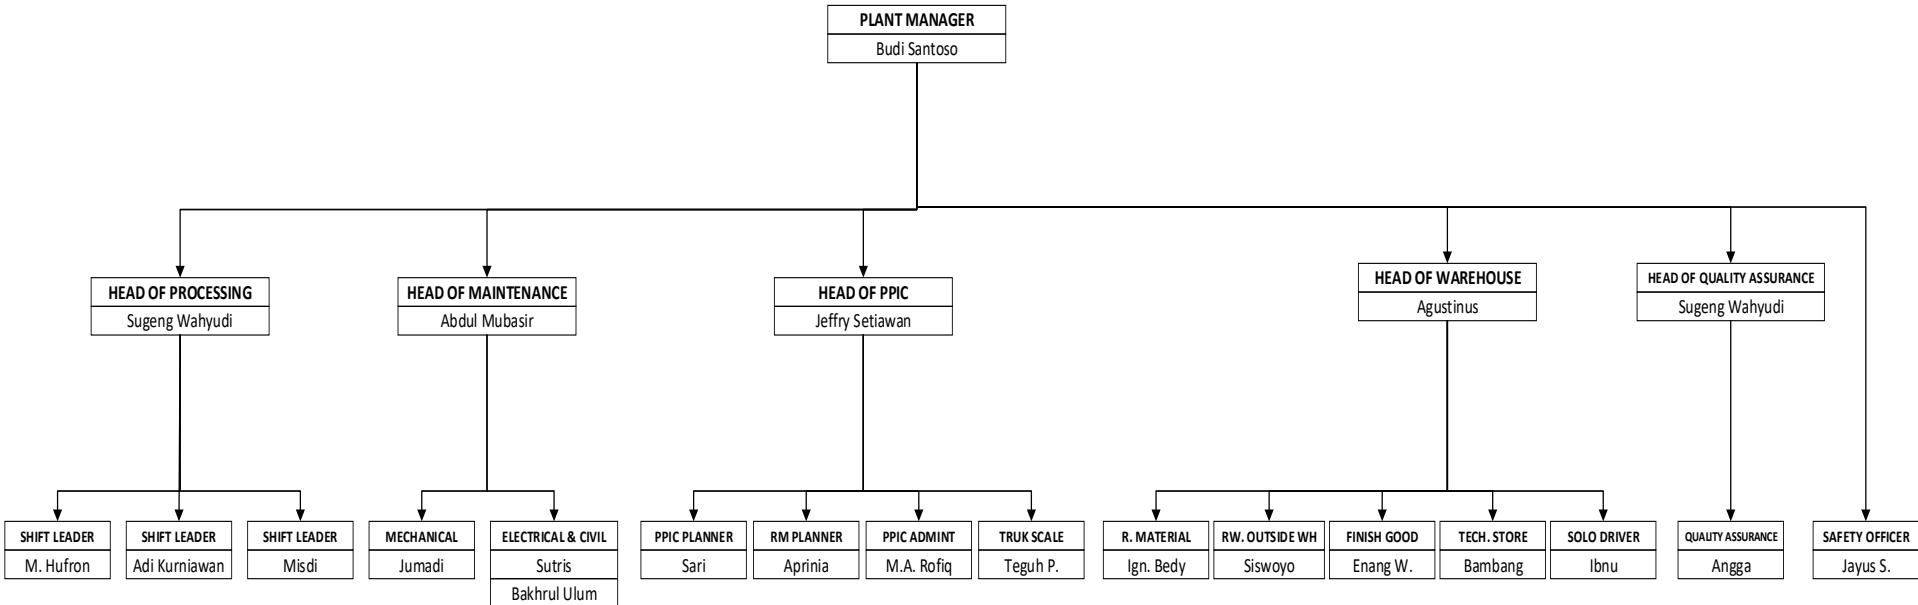 PLANT MANAGER
Budi Santoso
HEAD OF PROCESSING
Sugeng Wahyudi
HEAD OF MAINTENANCE
Abdul Mubasir
HEAD OF PPIC
Jeffry Setiawan
HEAD OF WAREHOUSE
Agustinus
HEAD OF QUALITY ASSURANCE
Sugeng Wahyudi
SHIFT LEADER
M. Hufron
SHIFT LEADER
Adi Kurniawan
SHIFT LEADER
Misdi
MECHANICAL
Jumadi
ELECTRICAL & CIVIL
Sutris
Bakhrul Ulum
PPIC PLANNER
Sari
RM PLANNER
Aprinia
PPIC ADMINT
M.A. Rofiq
TRUK SCALE
Teguh P.
R. MATERIAL
Ign. Bedy
RW. OUTSIDE WH
Siswoyo
FINISH GOOD
Enang W.
TECH. STORE
Bambang
SOLO DRIVER
Ibnu
QUALITY ASSURANCE
Angga
SAFETY OFFICER
Jayus S.